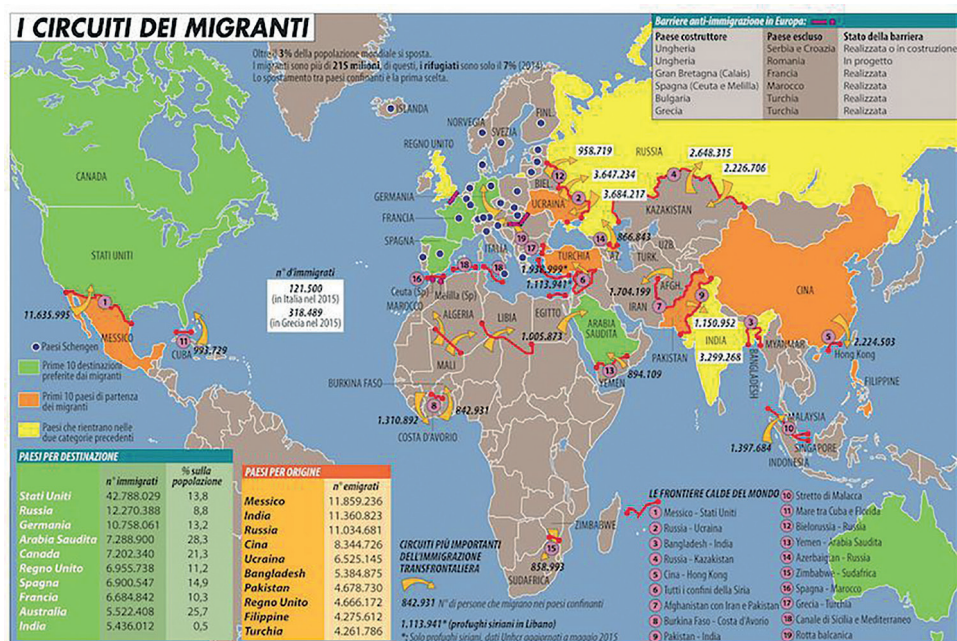 I CIRCUITI DEI MIGRANTI
Oltre il 3% della popolazione mondiale si sposta.
I migranti sono più di 215 milioni, di questi, i rifugiati sono solo il 7% (2014)
Lo spostamento tra paesi confinanti è la prima scelta.
Barriere anti-immigrazione in Europa:
Paese costruttore Paese escluso Stato della barriera
Ungheria Serbia e Croazia Realizzata o in costruzione
Ungheria Romania In progetto
Gran Bretagna (Calais) Francia Realizzata
Spagna (Ceuta e Melilla) Marocco Realizzata
Bulgaria Turchia Realizzata
Grecia Turchia Realizzata
ISLANDA
NORVEGIA
SVEZIA
FINL.
REGNO UNITO
RUSSIA
958.719
2.648.315
3.647.234
2.226.706
3.684.217
CANADA
GERMANIA
BIEL.
12
2
4
UCRAINA
KAZAKISTAN
FRANCIA
SPAGNA
ITALIA
19
17
14
866.843
AZ.
UZB.
TURK.
TURCHIA
CINA
STATI UNITI
n° d'immigrati
121.500
(in Italia nel 2015)
318.489
(in Grecia nel 2015)
16
18
18
1.938.999*
1.113.941*
6
Ceuta (Sp)
Melilla (Sp)
MAROCCO
ALGERIA
LIBIA
EGITTO
1.704.199
IRAN
AFGH.
7
9
11.635.995
1
MESSICO
11
CUBA
993.729
1.005.873
ARABIA
SAUDITA
1.150.952
PAKISTAN
INDIA
3.299.268
3
BANGLADESH
MYANMAR
5
2.224.503
Hong Kong
MALI
13
YEMEN
894.109
FILIPPINE
Paesi Schengen
Prime 10 destinazioni
preferite dai migranti
Primi 10 paesi di partenza
dei migranti
Paesi che rientrano nelle
due categorie precedenti
BURKINA FASO
8
842.931
1.310.892
COSTA D'AVORIO
MALAYSIA
10
SINGAPORE
1.397.684
INDONESIA
PAESI PER DESTINAZIONE
n° immigrati % sulla popolazione
Stati Uniti 42.788.029 13,8
Russia 12.270.388 8,8
Germania 10.758.061 13,2
Arabia Saudita 7.288.900 28,3
Canada 7.202.340 21,3
Regno Unito 6.955.738 11,2
Spagna 6.900.547 14,9
Francia 6.684.842 10,3
Australia 5.522.408 25,7
India 5.436.012 0,5
PAESI PER ORIGINE
n° emigrati
Messico 11.859.236
India 11.360.823
Russia 11.034.681
Cina 8.344.726
Ucraina 6.525.145
Bangladesh 5.384.875
Pakistan 4.678.730
Regno Unito 4.666.172
Filippine 4.275.612
Turchia 4.261.786
ZIMBABWE
15
SUDAFRICA
858.993
CIRCUITI PIÙ IMPORTANTI
DELL'IMMIGRAZIONE
TRANSFRONTALIERA
842.931 N° di persone che migrano nei paesi confinanti
1.113.941* (profughi siriani in Libano)
*: Solo profughi siriani, dati Unhcr aggiornati a maggio 2015
LE FRONTIERE CALDE DEL MONDO
1 Messico - Stati Uniti
2 Russia - Ucraina
3 Bangladesh - India
4 Russia - Kazakistan
5 Cina - Hong Kong
6 Tutti i confini della Siria
7 Afghanistan con Iran e Pakistan
8 Burkina Faso - Costa d'Avorio
9 Pakistan - India
10 Stretto di Malacca
11 Mare tra Cuba e Florida
12 Bielorussia - Russia
13 Yemen - Arabia Saudita
14 Azerbaigian - Russia
15 Zimbabwe - Sudafrica
16 Spagna - Marocco
17 Grecia - Turchia
18 Canale di Sicilia e Mediterraneo
19 Rotta balcanica